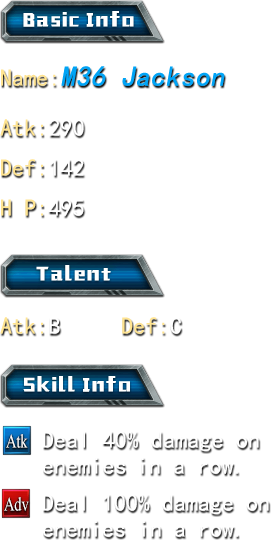 Basic Info
Name:M36 Jackson
Atk:290
Def:142
H P:495
Talent
Atk:B Def:C
Skill Info
Atk Deal 40% damage on
enemies in a row.
Adv Deal 100% damage on
enemies in a row.